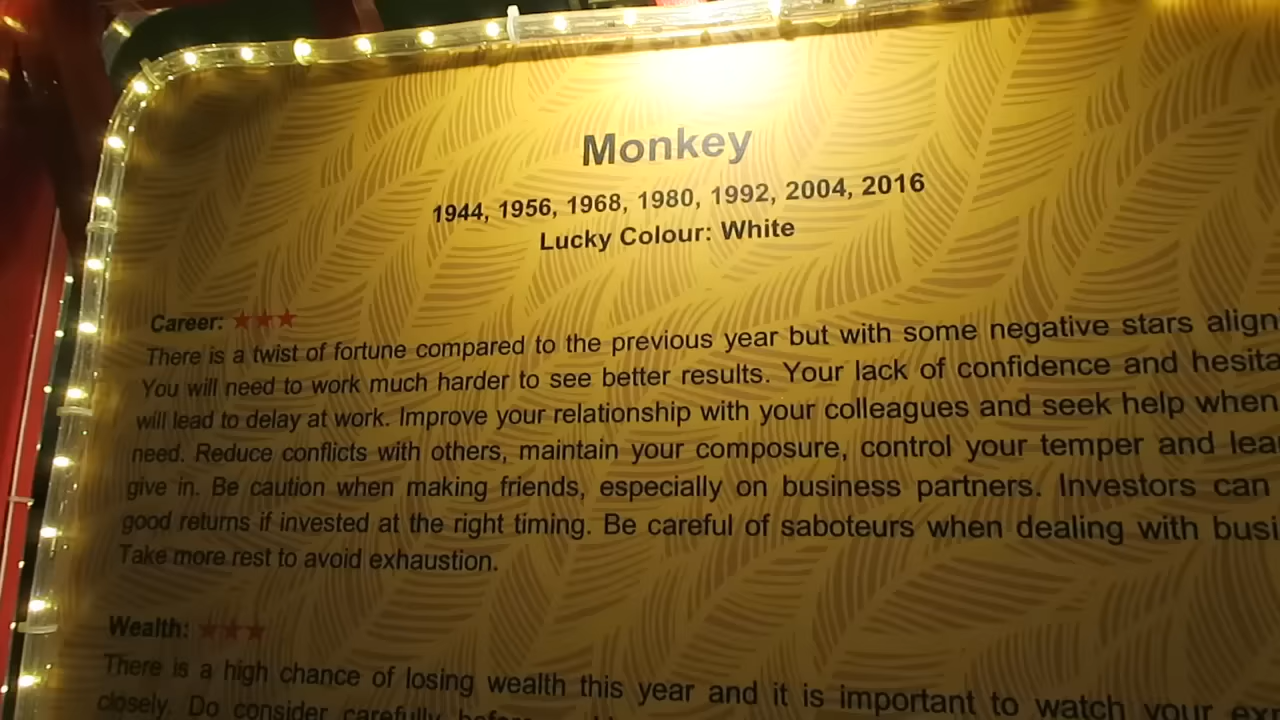 Monkey
1944, 1956, 1968, 1980, 1992, 2004, 2016
Lucky Colour: White
Career: ★★★
There is a twist of fortune compared to the previous year but with some negative stars align
You will need to work much harder to see better results. Your lack of confidence and hesita
will lead to delay at work. Improve your relationship with your colleagues and seek help when
need. Reduce conflicts with others, maintain your composure, control your temper and lea
give in. Be caution when making friends, especially on business partners. Investors can
good returns if invested at the right timing. Be careful of saboteurs when dealing with busi
Take more rest to avoid exhaustion.
Wealth: ★★★
There is a high chance of losing wealth this year and it is important to watch your
closely. Do consider carefully